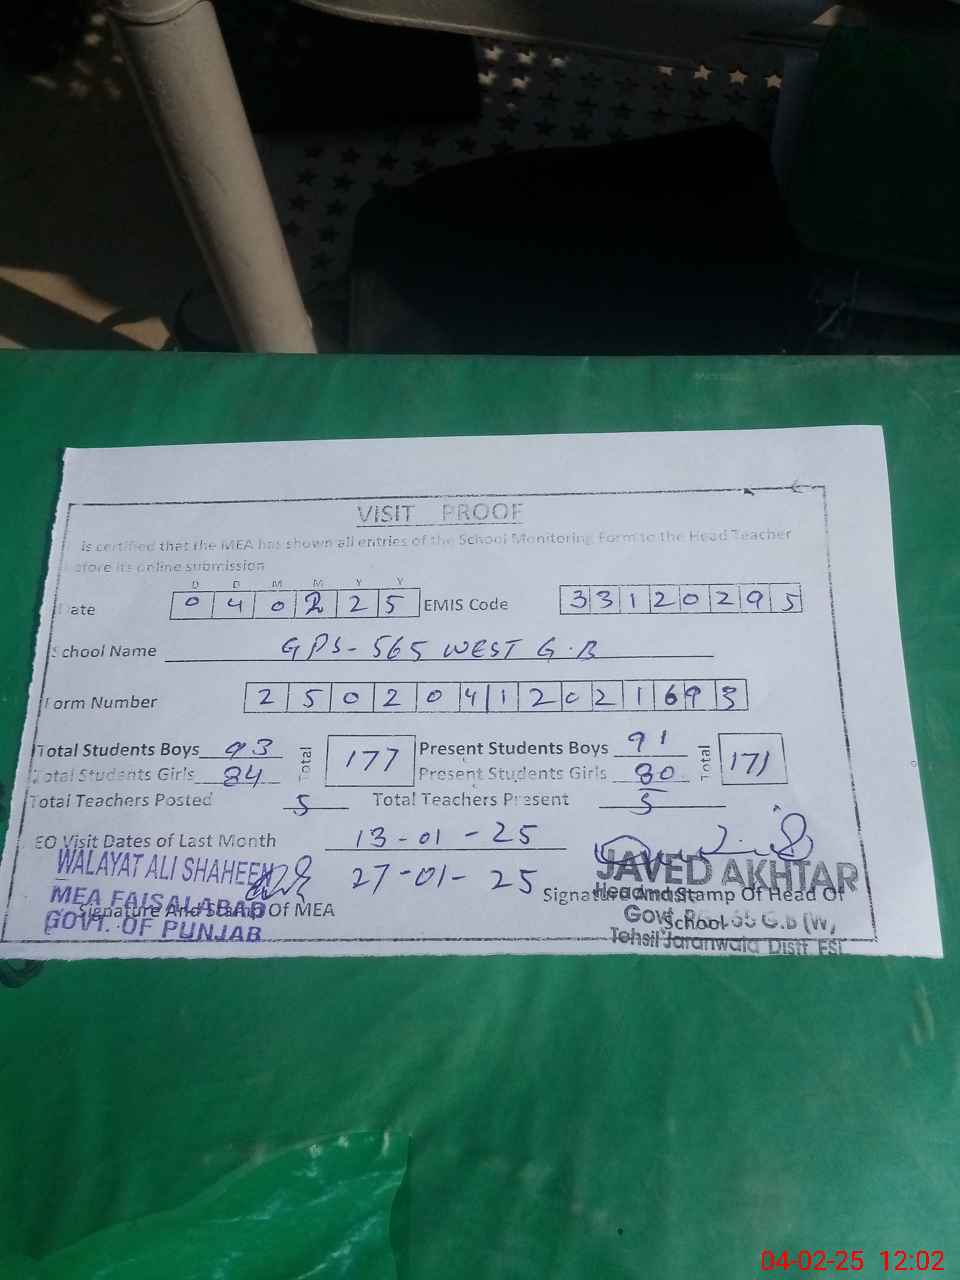 VISIT PROOF
is certified that the MEA has shown all entries of the School Monitoring Form to the Head Teacher
efore its online submission
D D M M Y Y
ate 0 4 0 2 2 5 EMIS Code 3 3 1 2 0 2 9 5
School Name GPS-565 WEST G.B
Form Number 2 5 0 2 0 4 1 2 0 2 1 6 9 3
Total Students Boys 93 Total 177 Present Students Boys 91 Total 171
Total Students Girls 84 Present Students Girls 80
Total Teachers Posted 5 Total Teachers Present 5
EO Visit Dates of Last Month 13-01-25
27-01-25
WALAYAT ALI SHAHEEN
MEA FAISALABAD
GOVT. OF PUNJAB
Signature And Stamp Of MEA
JAVED AKHTAR
Signature And Stamp Of Head Of
School
Govt. G.B (W)
Tehsil Jaranwala Distt FSD
04-02-25 12:02